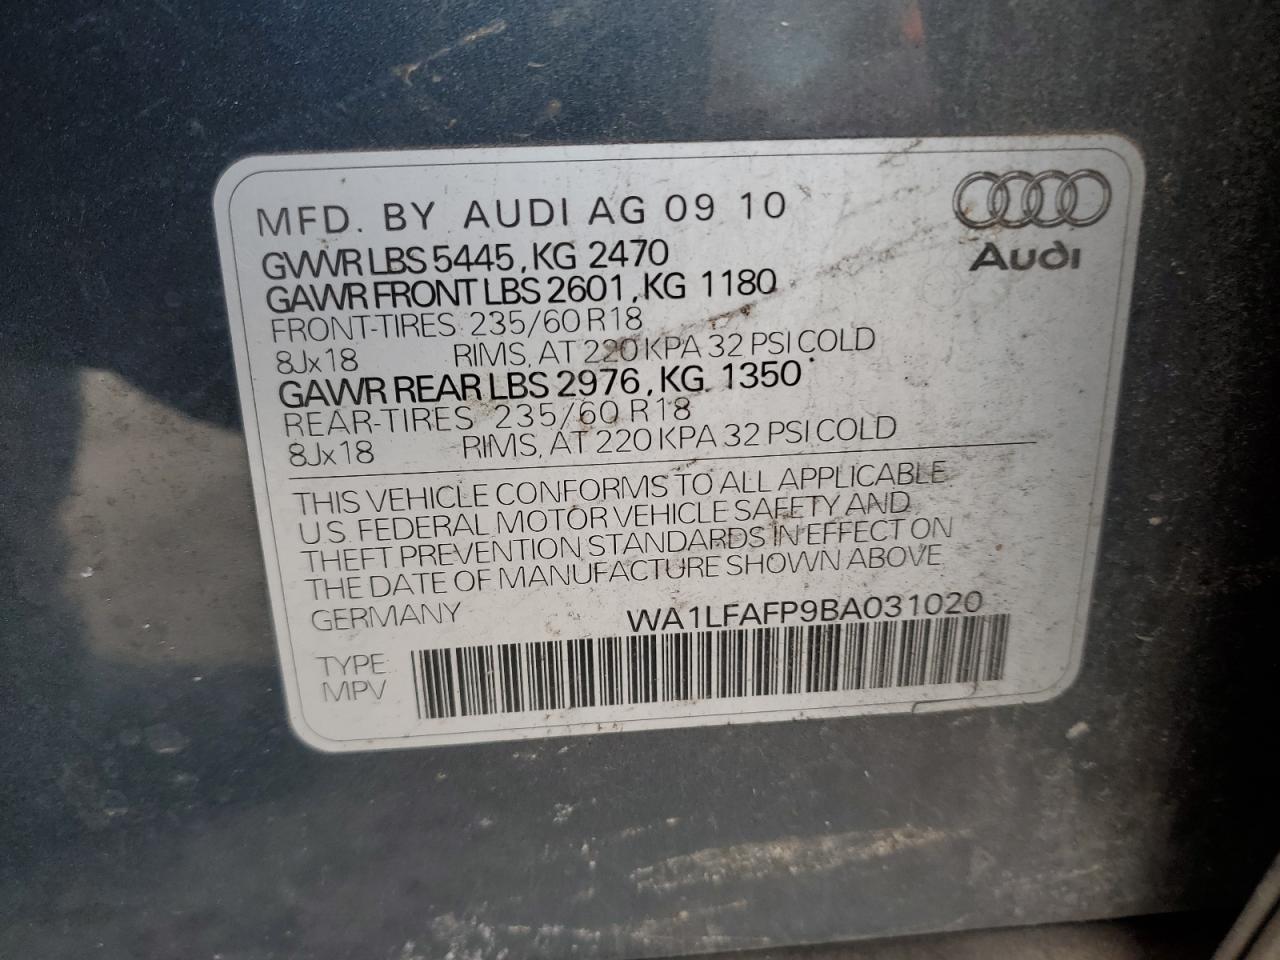 MFD. BY AUDI AG 09 10
Audi
GVWR LBS 5445, KG 2470
GAWR FRONT LBS 2601, KG 1180
FRONT-TIRES 235/60 R18
8Jx18 RIMS, AT 220 KPA 32 PSI COLD
GAWR REAR LBS 2976, KG. 1350
REAR-TIRES 235/60 R18
8Jx18 RIMS, AT 220 KPA 32 PSI COLD
THIS VEHICLE CONFORMS TO ALL APPLICABLE
U.S. FEDERAL MOTOR VEHICLE SAFETY AND
THEFT PREVENTION STANDARDS IN EFFECT ON
THE DATE OF MANUFACTURE SHOWN ABOVE
GERMANY WA1LFAFP9BA031020
TYPE:
MPV